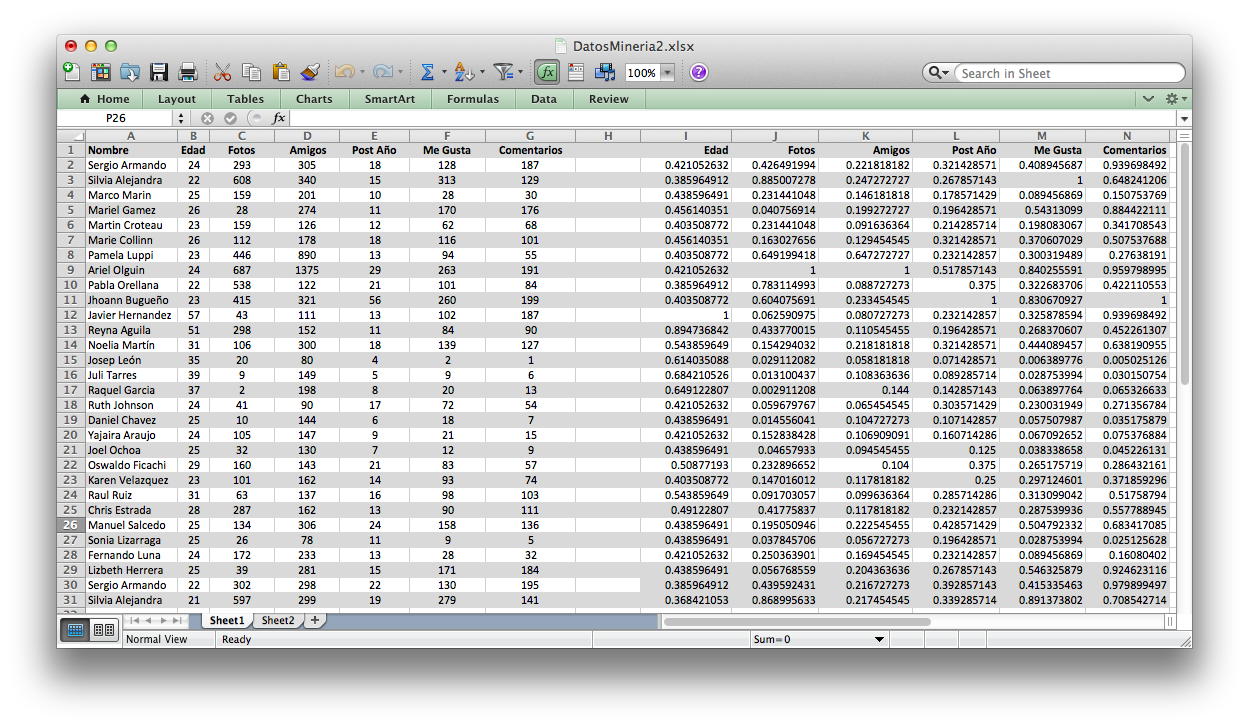 DatosMineria2.xlsx
100%
fx
Search in Sheet
Home Layout Tables Charts SmartArt Formulas Data Review
P26 fx
A B C D E F G H I J K L M N
1 Nombre Edad Fotos Amigos Post Año Me Gusta Comentarios Edad Fotos Amigos Post Año Me Gusta Comentarios
2 Sergio Armando 24 293 305 18 128 187 0.421052632 0.426491994 0.221818182 0.321428571 0.408945687 0.939698492
3 Silvia Alejandra 22 608 340 15 313 129 0.385964912 0.885007278 0.247272727 0.267857143 1 0.648241206
4 Marco Marin 25 159 201 10 28 30 0.438596491 0.231441048 0.146181818 0.178571429 0.089456869 0.150753769
5 Mariel Gamez 26 28 274 11 170 176 0.456140351 0.040756914 0.199272727 0.196428571 0.54313099 0.884422111
6 Martin Croteau 23 159 126 12 62 68 0.403508772 0.231441048 0.091636364 0.214285714 0.198083067 0.341708543
7 Marie Collinn 26 112 178 18 116 101 0.456140351 0.163027656 0.129454545 0.321428571 0.370607029 0.507537688
8 Pamela Luppi 23 446 890 13 94 55 0.403508772 0.649199418 0.647272727 0.232142857 0.300319489 0.27638191
9 Ariel Olguin 24 687 1375 29 263 191 0.421052632 1 1 0.517857143 0.840255591 0.959798995
10 Pabla Orellana 22 538 122 21 101 84 0.385964912 0.783114993 0.088727273 0.375 0.322683706 0.422110553
11 Jhoann Bugueño 23 415 321 56 260 199 0.403508772 0.604075691 0.233454545 1 0.830670927 1
12 Javier Hernandez 57 43 111 13 102 187 1 0.062590975 0.080727273 0.232142857 0.325878594 0.939698492
13 Reyna Aguila 51 298 152 11 84 90 0.894736842 0.433770015 0.110545455 0.196428571 0.268370607 0.452261307
14 Noelia Martín 31 106 300 18 139 127 0.543859649 0.154294032 0.218181818 0.321428571 0.444089457 0.638190955
15 Josep León 35 20 80 4 2 1 0.614035088 0.029112082 0.058181818 0.071428571 0.006389776 0.005025126
16 Juli Tarres 39 9 149 5 9 6 0.684210526 0.013100437 0.108363636 0.089285714 0.028753994 0.030150754
17 Raquel Garcia 37 2 198 8 20 13 0.649122807 0.002911208 0.144 0.142857143 0.063897764 0.065326633
18 Ruth Johnson 24 41 90 17 72 54 0.421052632 0.059679767 0.065454545 0.303571429 0.230031949 0.271356784
19 Daniel Chavez 25 10 144 6 18 7 0.438596491 0.014556041 0.104727273 0.107142857 0.057507987 0.035175879
20 Yajaira Araujo 24 105 147 9 21 15 0.421052632 0.152838428 0.106909091 0.160714286 0.067092652 0.075376884
21 Joel Ochoa 25 32 130 7 12 9 0.438596491 0.04657933 0.094545455 0.125 0.038338658 0.045226131
22 Oswaldo Ficachi 29 160 143 21 83 57 0.50877193 0.232896652 0.104 0.375 0.265175719 0.286432161
23 Karen Velazquez 23 101 162 14 93 74 0.403508772 0.147016012 0.117818182 0.25 0.297124601 0.371859296
24 Raul Ruiz 31 63 137 16 98 103 0.543859649 0.091703057 0.099636364 0.285714286 0.313099042 0.51758794
25 Chris Estrada 28 287 162 13 90 111 0.49122807 0.41775837 0.117818182 0.232142857 0.287539936 0.557788945
26 Manuel Salcedo 25 134 306 24 158 136 0.438596491 0.195050946 0.222545455 0.428571429 0.504792332 0.683417085
27 Sonia Lizarraga 25 26 78 11 9 5 0.438596491 0.037845706 0.056727273 0.196428571 0.028753994 0.025125628
28 Fernando Luna 24 172 233 13 28 32 0.421052632 0.250363901 0.169454545 0.232142857 0.089456869 0.16080402
29 Lizbeth Herrera 25 39 281 15 171 184 0.438596491 0.056768559 0.204363636 0.267857143 0.546325879 0.924623116
30 Sergio Armando 22 302 298 22 130 195 0.385964912 0.439592431 0.216727273 0.392857143 0.415335463 0.979899497
31 Silvia Alejandra 21 597 299 19 279 141 0.368421053 0.868995633 0.217454545 0.339285714 0.891373802 0.708542714
Sheet1 Sheet2 +
Normal View Ready Sum=0